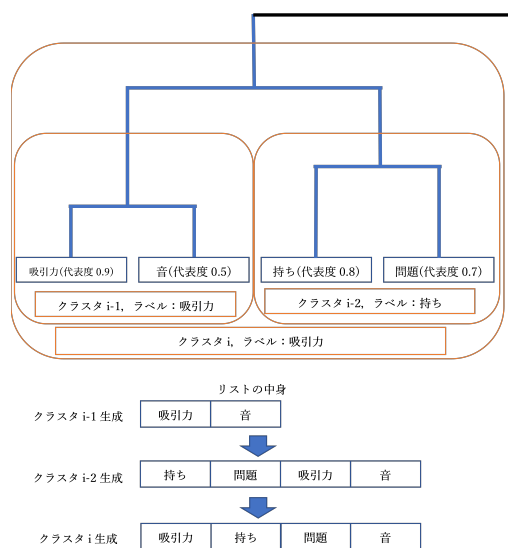 吸引力(代表度 0.9)
音(代表度 0.5)
持ち(代表度 0.8)
問題(代表度 0.7)
クラスタ i-1, ラベル：吸引力
クラスタ i-2, ラベル：持ち
クラスタ i, ラベル：吸引力
リストの中身
クラスタ i-1 生成
吸引力 音
クラスタ i-2 生成
持ち 問題 吸引力 音
クラスタ i 生成
吸引力 持ち 問題 音